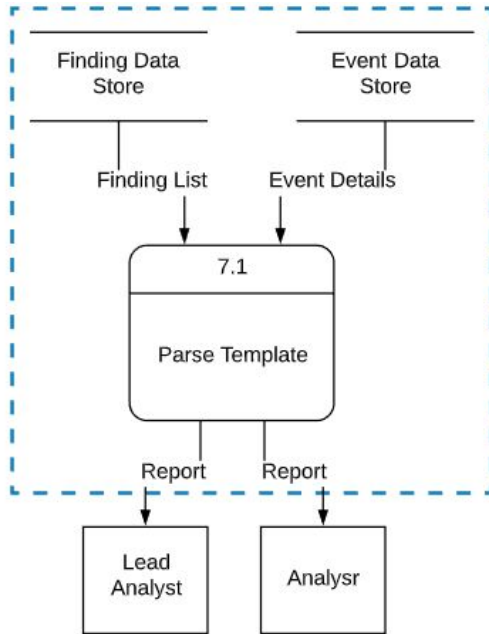 Finding Data
Store
Event Data
Store
Finding List
Event Details
7.1
Parse Template
Report
Report
Lead
Analyst
Analysr